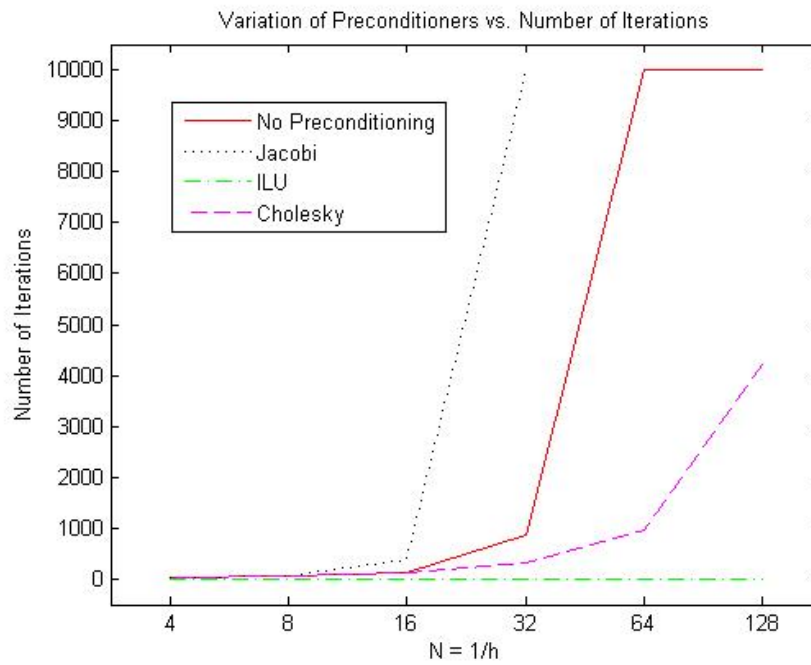 Variation of Preconditioners vs. Number of Iterations
10000
9000
8000
7000
6000
5000
4000
3000
2000
1000
0
Number of Iterations
No Preconditioning
Jacobi
ILU
Cholesky
4 8 16 32 64 128
N = 1/h